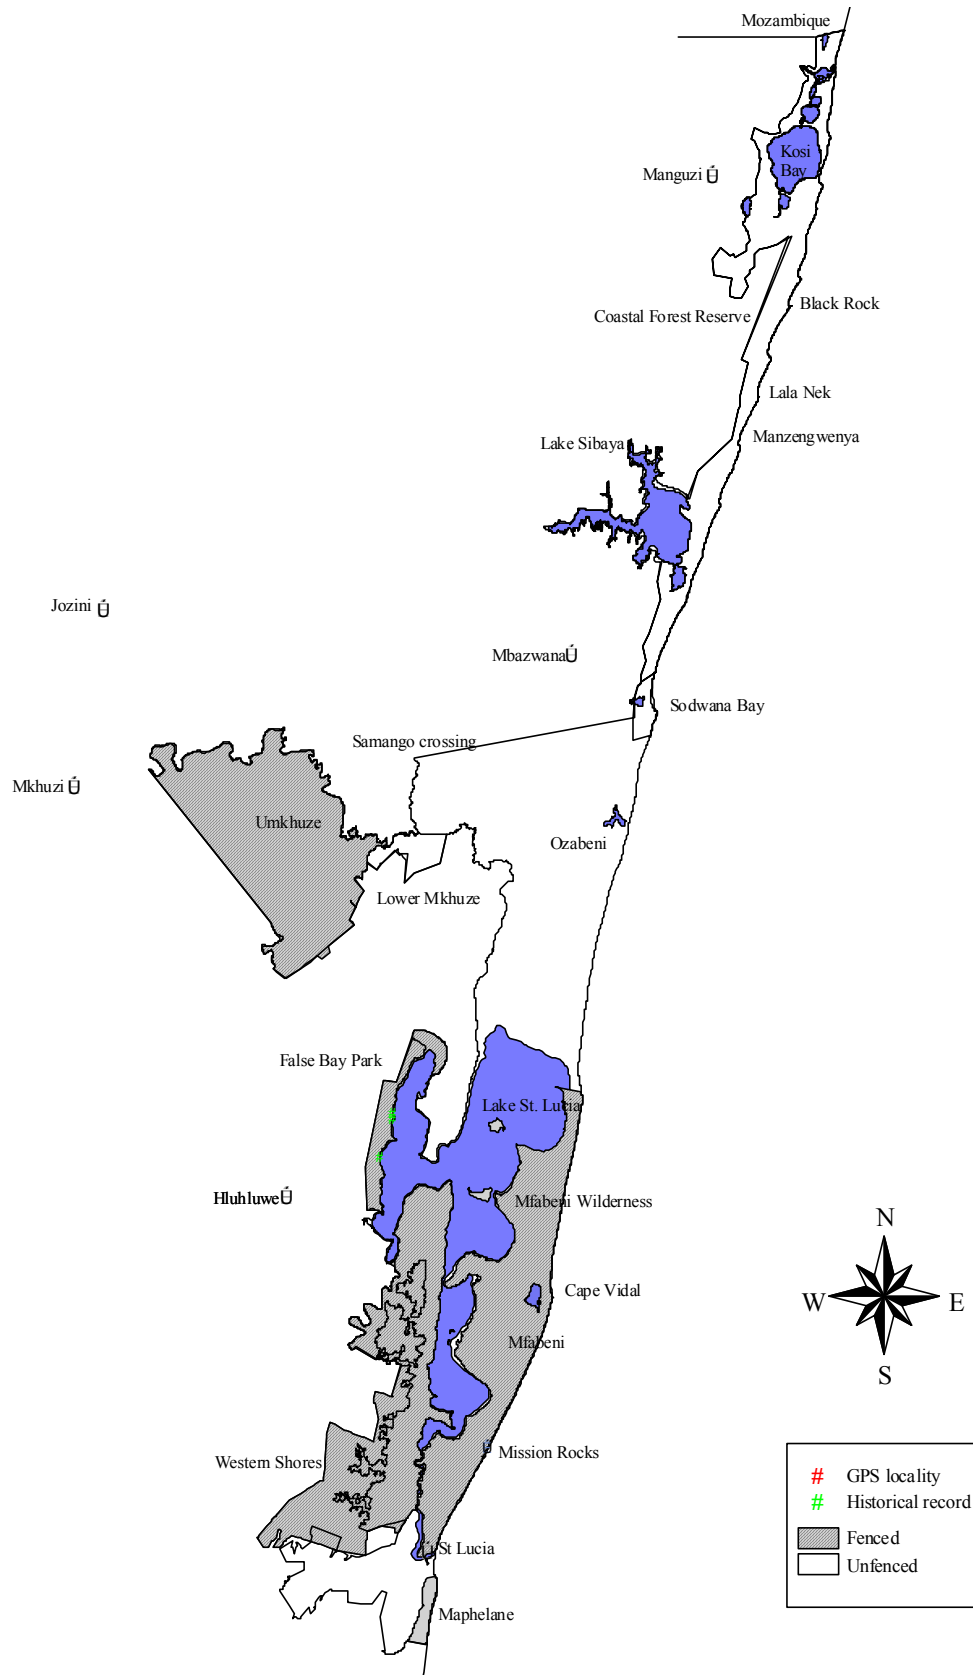 Mozambique
Kosi
Bay
Manguzi
Coastal Forest Reserve
Black Rock
Lala Nek
Manzengwenya
Lake Sibaya
Jozini
Mbazwana
Sodwana Bay
Samango crossing
Mkhuzi
Umkhuze
Ozabeni
Lower Mkhuze
False Bay Park
Lake St. Lucia
Hluhluwe
Mfabeni Wilderness
Cape Vidal
Mfabeni
Western Shores
Mission Rocks
St Lucia
Maphelane
N
W
E
S
# GPS locality
# Historical record
Fenced
Unfenced